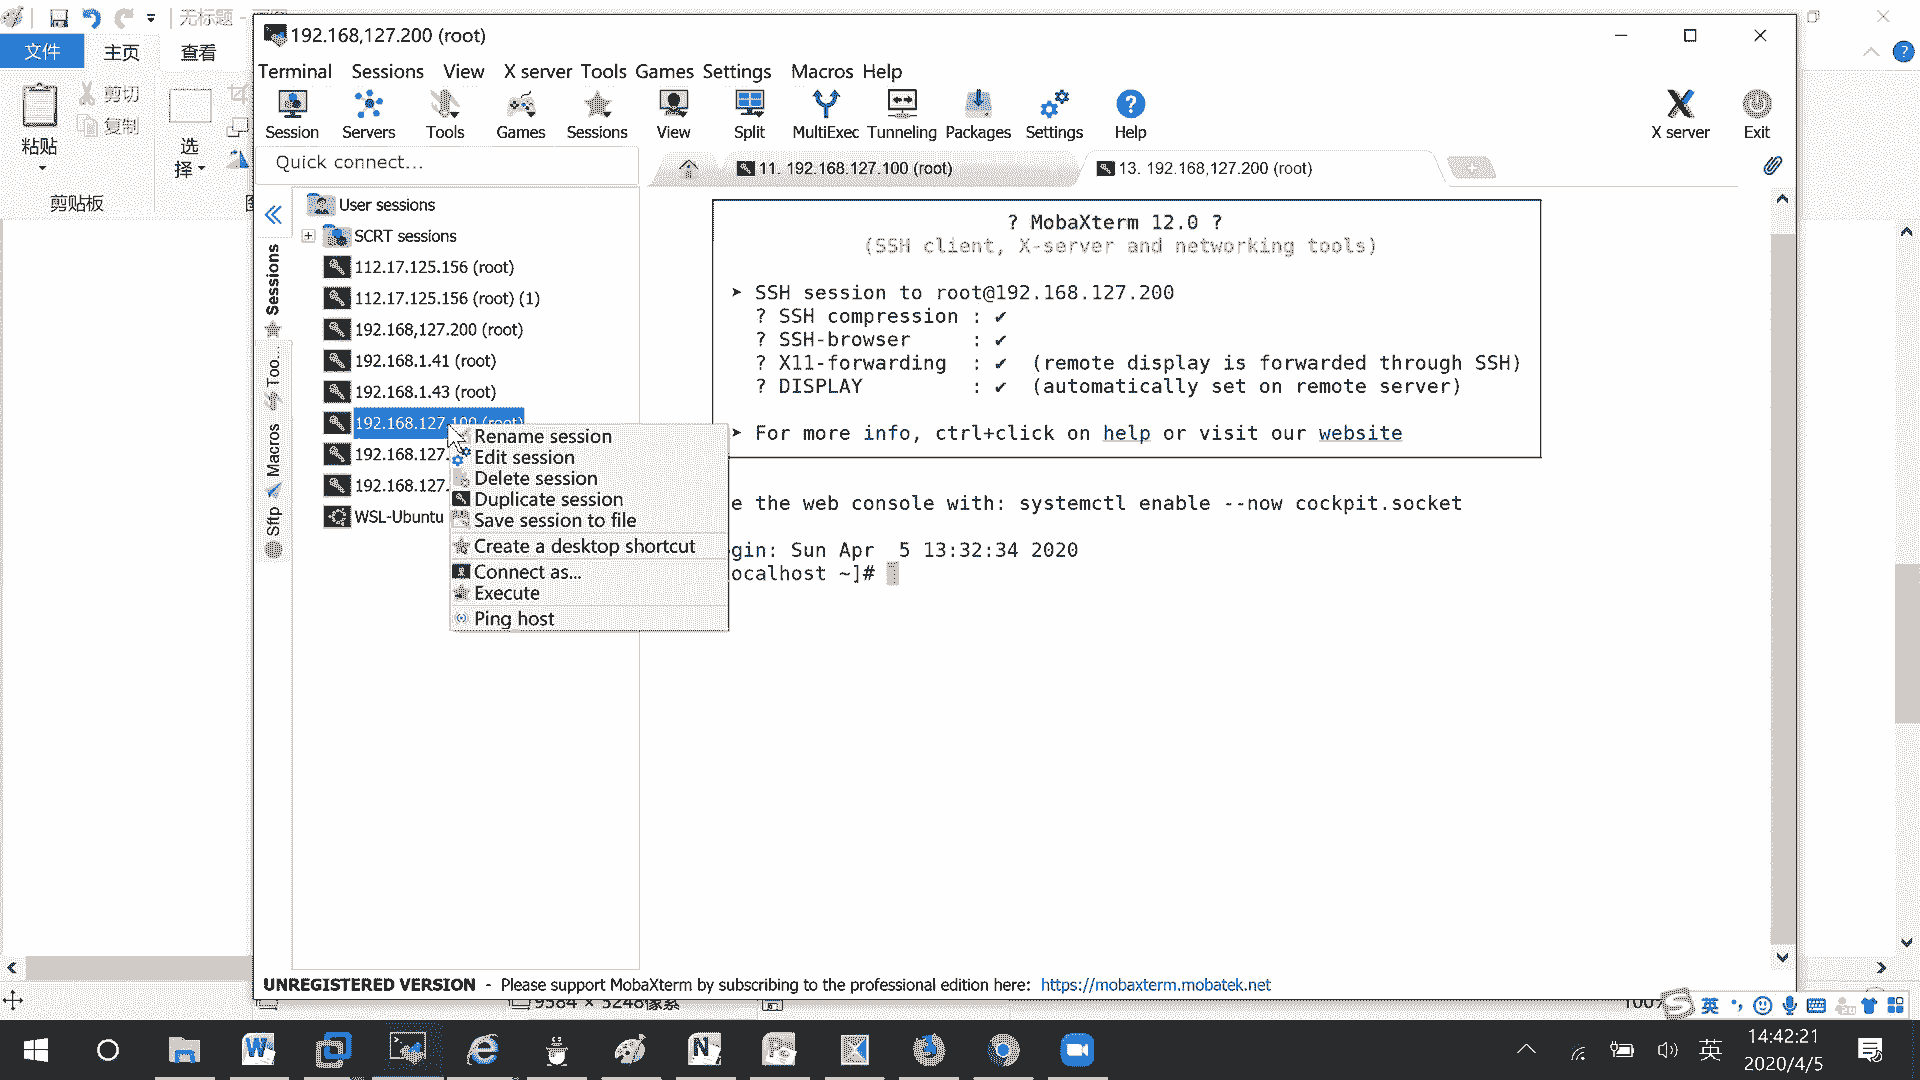 无标题
文件
主页
查看
剪切
复制
粘贴
选
择
剪贴板
192.168,127.200 (root)
Terminal Sessions View X server Tools Games Settings Macros Help
Session Servers Tools Games Sessions View Split MultiExec Tunneling Packages Settings Help
X server Exit
Quick connect...
11. 192.168.127.100 (root)
13. 192.168,127.200 (root)
Sessions
Too...
Macros
Sftp
User sessions
SCRT sessions
112.17.125.156 (root)
112.17.125.156 (root) (1)
192.168,127.200 (root)
192.168.1.41 (root)
192.168.1.43 (root)
192.168.127.100 (root)
192.168.127.
192.168.127.
WSL-Ubuntu
Rename session
Edit session
Delete session
Duplicate session
Save session to file
Create a desktop shortcut
Connect as...
Execute
Ping host
? MobaXterm 12.0 ?
(SSH client, X-server and networking tools)
➤ SSH session to root@192.168.127.200
? SSH compression : ✔
? SSH-browser : ✔
? X11-forwarding : ✔ (remote display is forwarded through SSH)
? DISPLAY : ✔ (automatically set on remote server)
➤ For more info, ctrl+click on help or visit our website
e the web console with: systemctl enable --now cockpit.socket
gin: Sun Apr 5 13:32:34 2020
ocalhost ~]#
UNREGISTERED VERSION - Please support MobaXterm by subscribing to the professional edition here: https://mobaxterm.mobatek.net
9584 × 5248像素
100%
英
英
14:42:21
2020/4/5